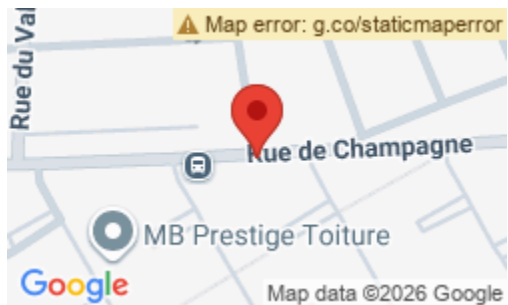 Map error: g.co/staticmaperror
Rue du Val
Rue de Champagne
MB Prestige Toiture
Google
Map data ©2026 Google